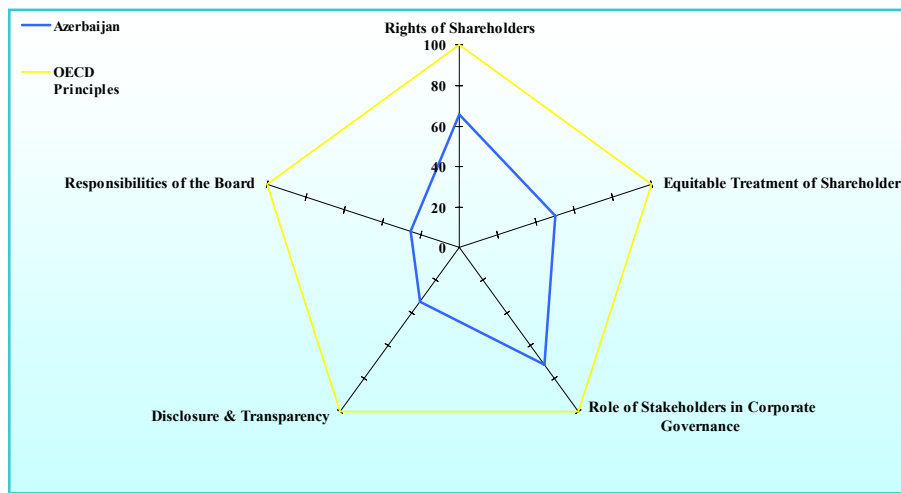 Azerbaijan
OECD
Principles
Rights of Shareholders
100
80
60
40
20
0
Responsibilities of the Board
Equitable Treatment of Shareholder
Disclosure & Transparency
Role of Stakeholders in Corporate
Governance